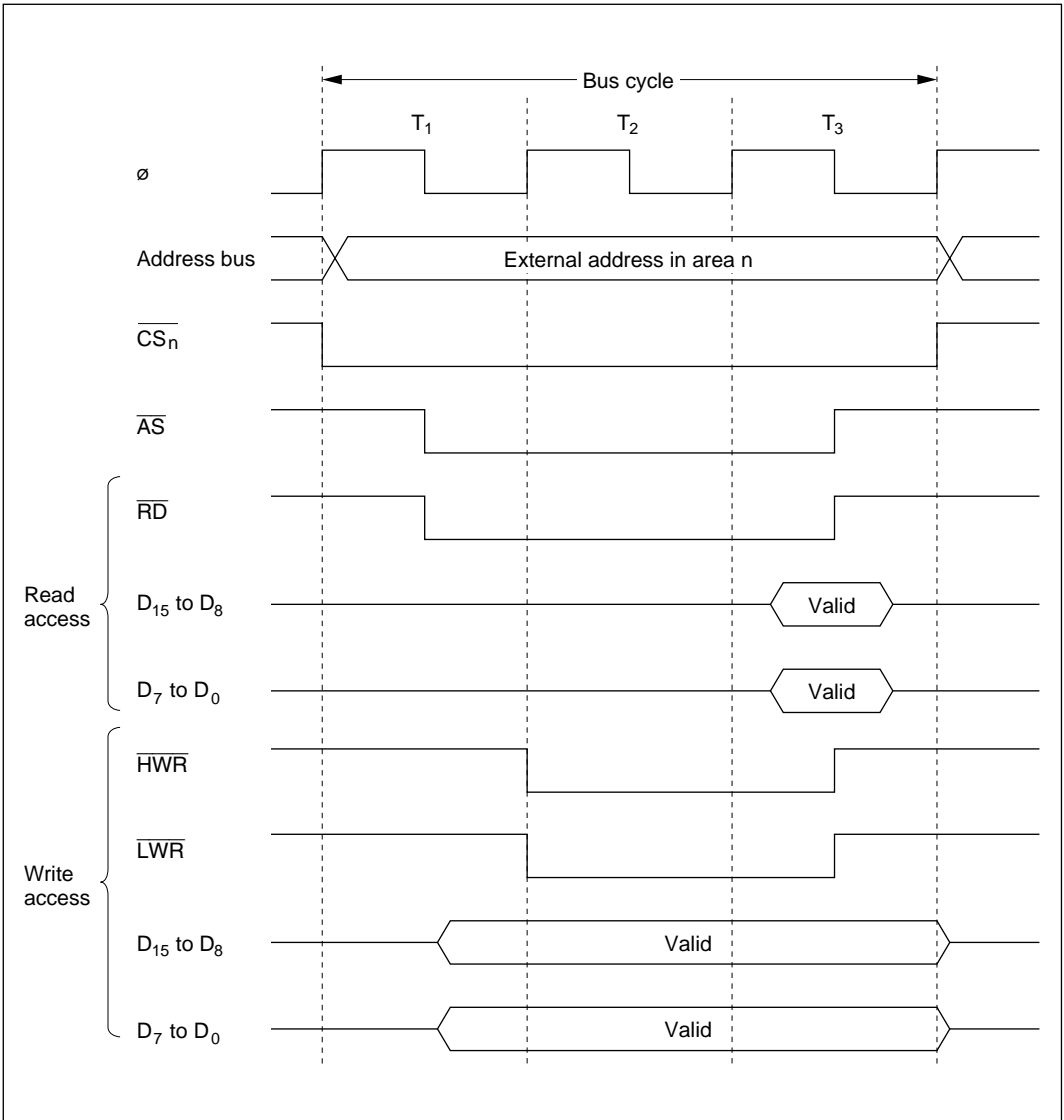 Bus cycle
T1 T2 T3
ø
Address bus External address in area n
CSn
AS
RD
Read access
D15 to D8 Valid
D7 to D0 Valid
HWR
LWR
Write access
D15 to D8 Valid
D7 to D0 Valid